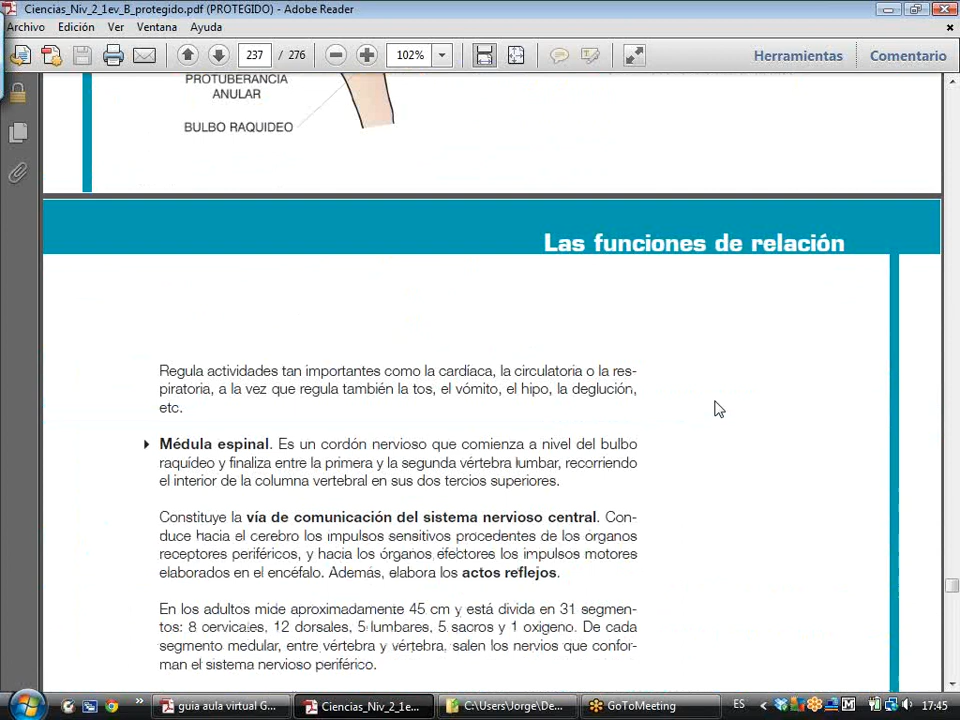 Ciencias_Niv_2_1ev_B_protegido.pdf (PROTEGIDO) - Adobe Reader
Archivo Edición Ver Ventana Ayuda
237 / 276 102% Herramientas Comentario
PROTUBERANCIA
ANULAR
BULBO RAQUIDEO
Las funciones de relación
Regula actividades tan importantes como la cardíaca, la circulatoria o la res-
piratoria, a la vez que regula también la tos, el vómito, el hipo, la deglución,
etc.
Médula espinal. Es un cordón nervioso que comienza a nivel del bulbo
raquídeo y finaliza entre la primera y la segunda vértebra lumbar, recorriendo
el interior de la columna vertebral en sus dos tercios superiores.
Constituye la vía de comunicación del sistema nervioso central. Con-
duce hacia el cerebro los impulsos sensitivos procedentes de los órganos
receptores periféricos, y hacia los órganos efectores los impulsos motores
elaborados en el encéfalo. Además, elabora los actos reflejos.
En los adultos mide aproximadamente 45 cm y está divida en 31 segmen-
tos: 8 cervicales, 12 dorsales, 5 lumbares, 5 sacros y 1 oxigeno. De cada
segmento medular, entre vértebra y vértebra, salen los nervios que confor-
man el sistema nervioso periférico.
guia aula virtual G... Ciencias_Niv_2_1e... C:\Users\Jorge\De... GoToMeeting ES 17:45